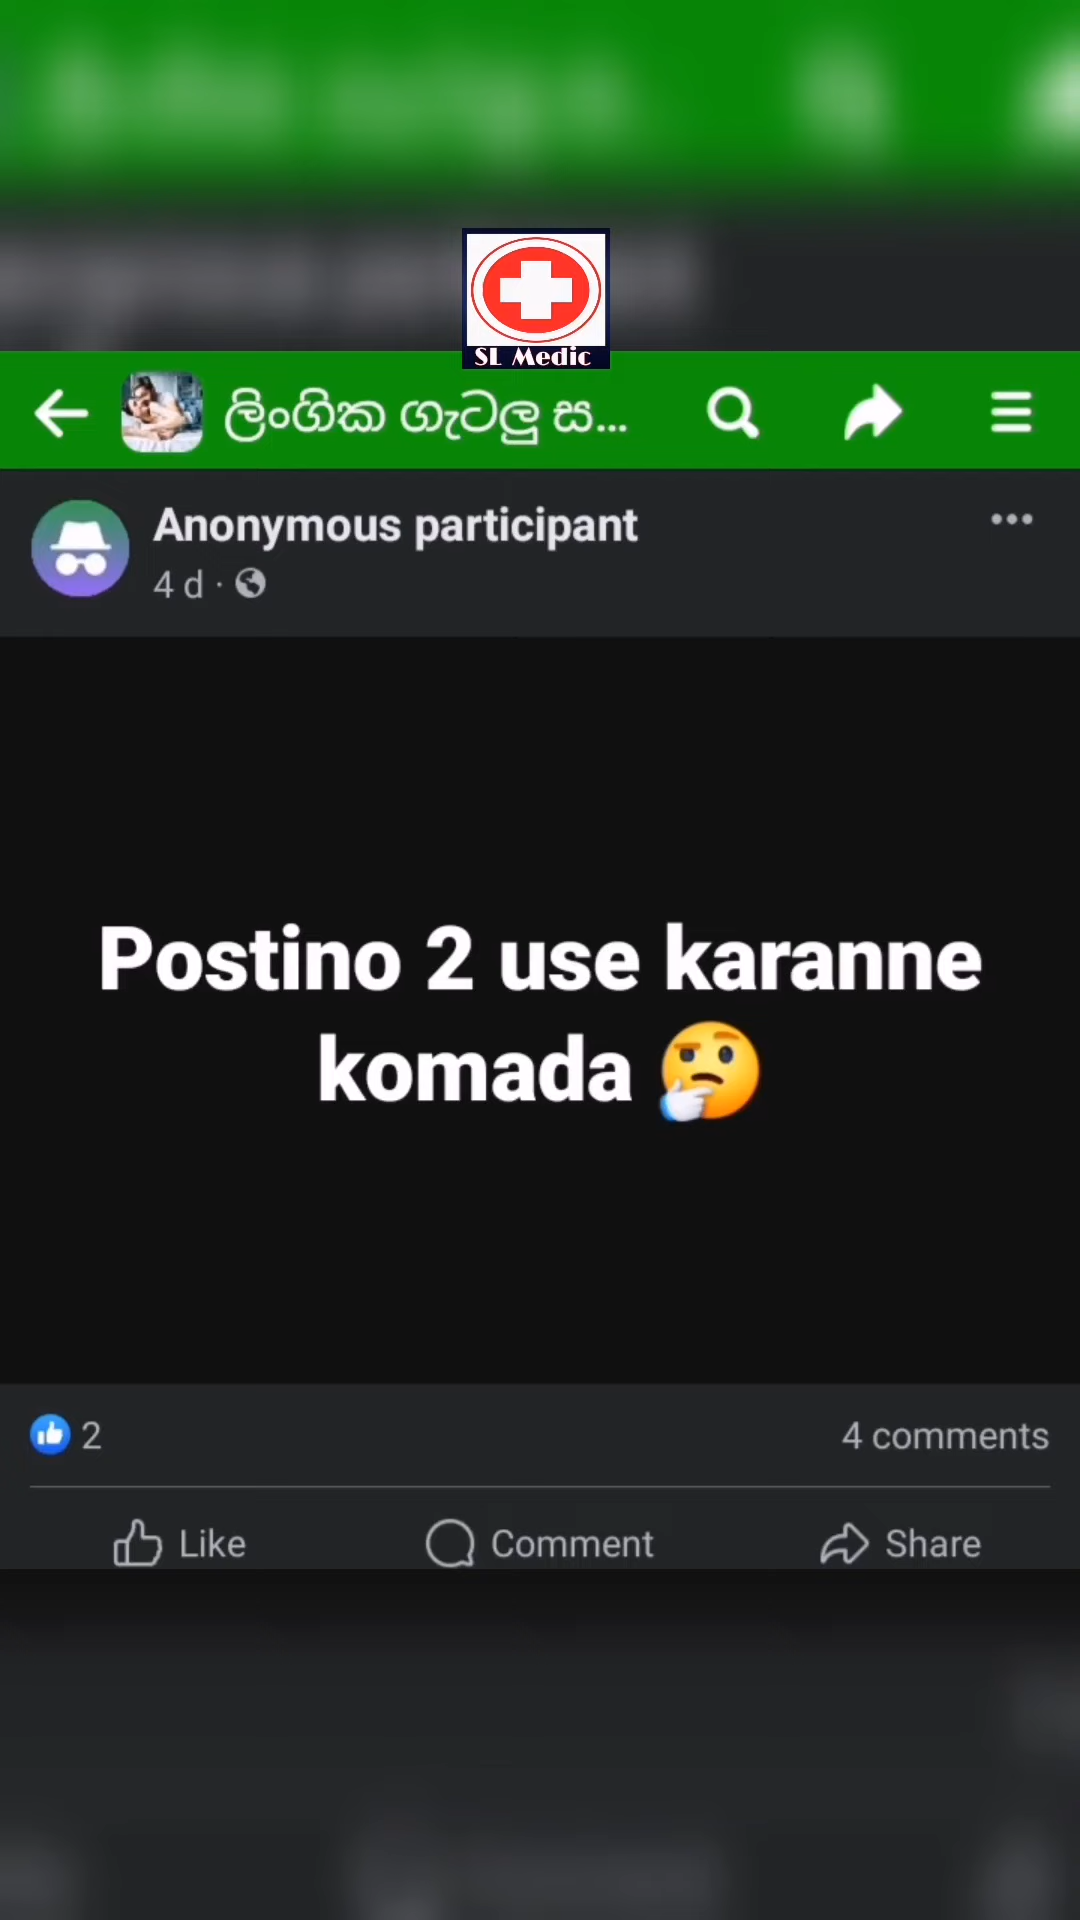 SL Medic
ලිංගික ගැටලු ස...
Anonymous participant
4 d ·
Postino 2 use karanne
komada 🤔
2
4 comments
Like
Comment
Share